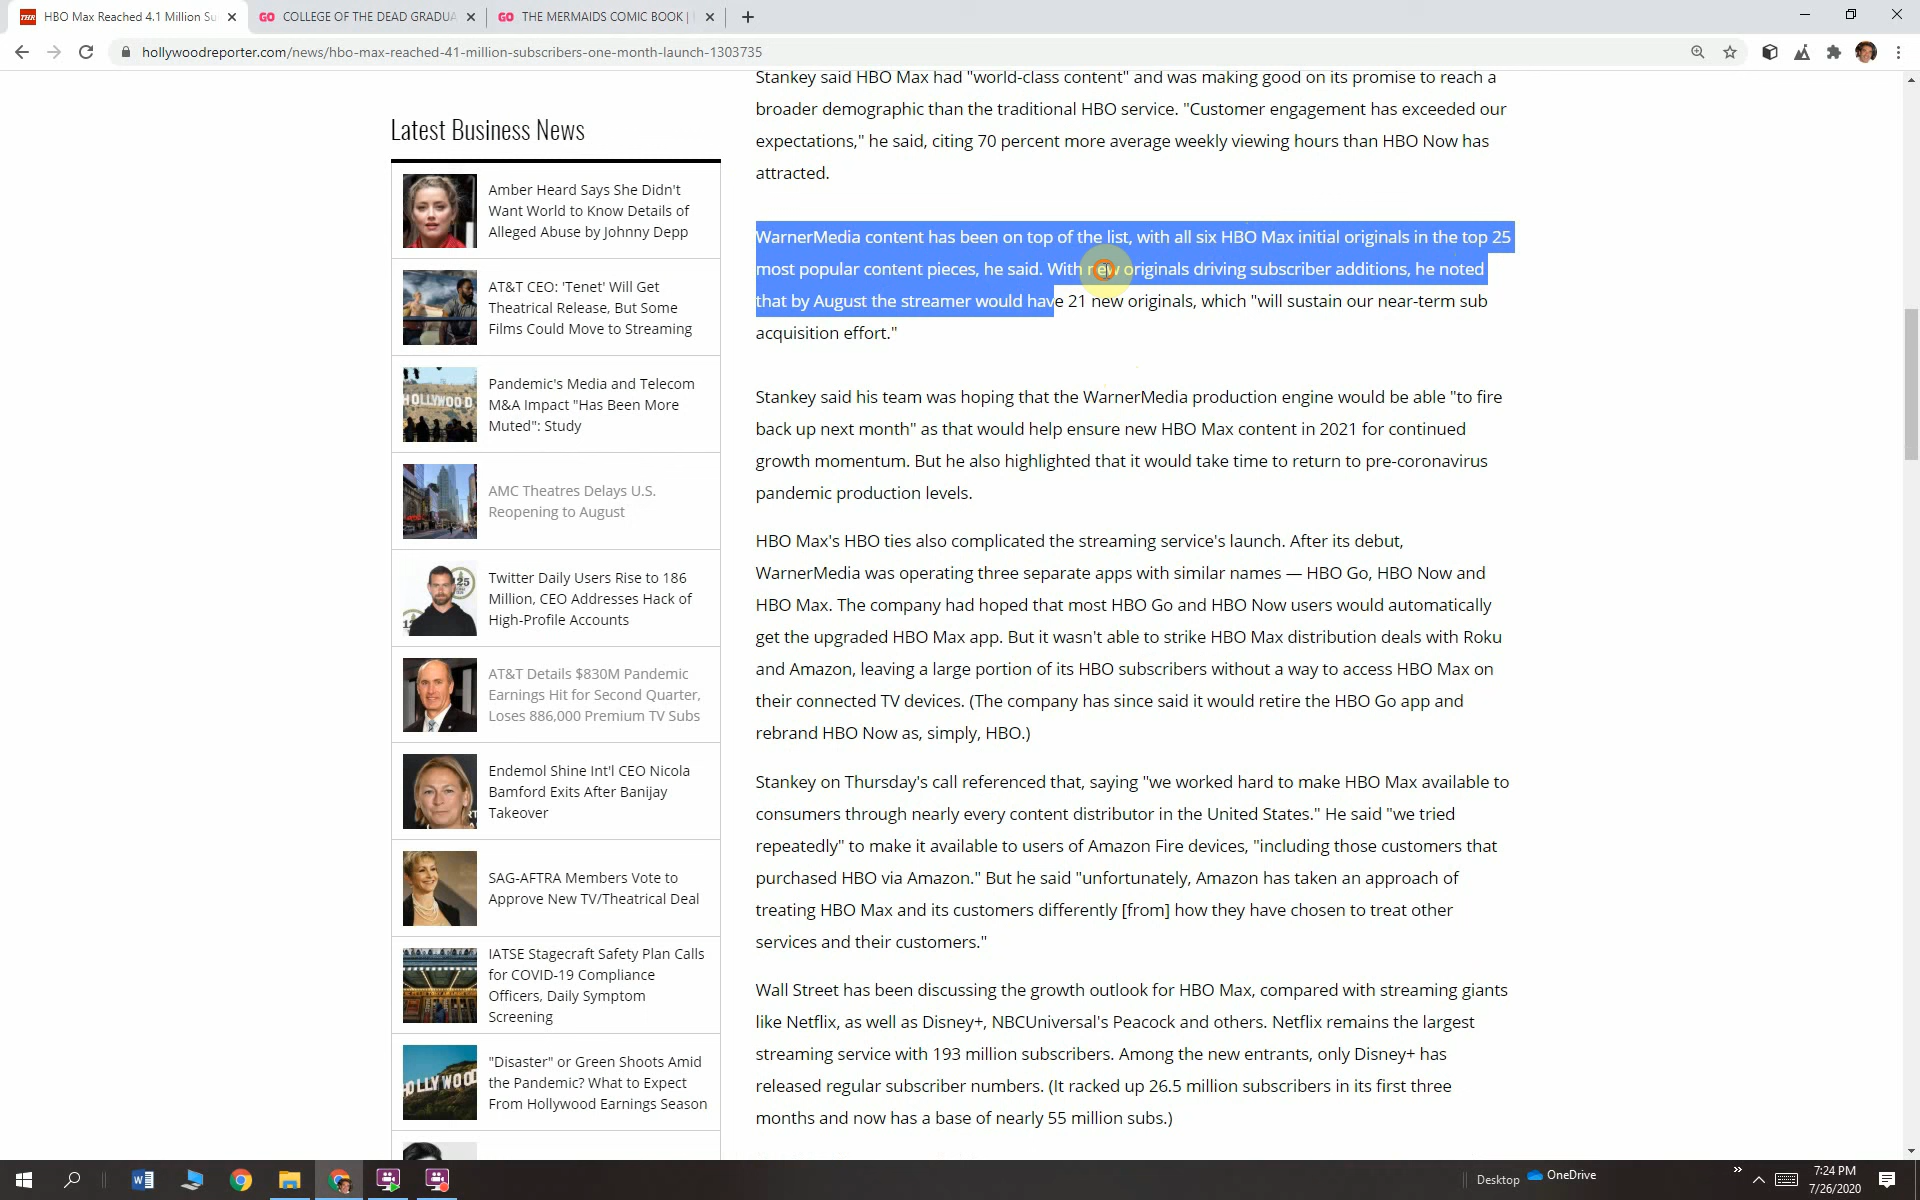 HBO Max Reached 4.1 Million Su
COLLEGE OF THE DEAD GRADUA
THE MERMAIDS COMIC BOOK |
hollywoodreporter.com/news/hbo-max-reached-41-million-subscribers-one-month-launch-1303735
Latest Business News
Amber Heard Says She Didn't
Want World to Know Details of
Alleged Abuse by Johnny Depp
AT&T CEO: 'Tenet' Will Get
Theatrical Release, But Some
Films Could Move to Streaming
Pandemic's Media and Telecom
M&A Impact "Has Been More
Muted": Study
AMC Theatres Delays U.S.
Reopening to August
Twitter Daily Users Rise to 186
Million, CEO Addresses Hack of
High-Profile Accounts
AT&T Details $830M Pandemic
Earnings Hit for Second Quarter,
Loses 886,000 Premium TV Subs
Endemol Shine Int'l CEO Nicola
Bamford Exits After Banijay
Takeover
SAG-AFTRA Members Vote to
Approve New TV/Theatrical Deal
IATSE Stagecraft Safety Plan Calls
for COVID-19 Compliance
Officers, Daily Symptom
Screening
"Disaster" or Green Shoots Amid
the Pandemic? What to Expect
From Hollywood Earnings Season
Stankey said HBO Max had "world-class content" and was making good on its promise to reach a
broader demographic than the traditional HBO service. "Customer engagement has exceeded our
expectations," he said, citing 70 percent more average weekly viewing hours than HBO Now has
attracted.
WarnerMedia content has been on top of the list, with all six HBO Max initial originals in the top 25
most popular content pieces, he said. With new originals driving subscriber additions, he noted
that by August the streamer would have 21 new originals, which "will sustain our near-term sub
acquisition effort."
Stankey said his team was hoping that the WarnerMedia production engine would be able "to fire
back up next month" as that would help ensure new HBO Max content in 2021 for continued
growth momentum. But he also highlighted that it would take time to return to pre-coronavirus
pandemic production levels.
HBO Max's HBO ties also complicated the streaming service's launch. After its debut,
WarnerMedia was operating three separate apps with similar names — HBO Go, HBO Now and
HBO Max. The company had hoped that most HBO Go and HBO Now users would automatically
get the upgraded HBO Max app. But it wasn't able to strike HBO Max distribution deals with Roku
and Amazon, leaving a large portion of its HBO subscribers without a way to access HBO Max on
their connected TV devices. (The company has since said it would retire the HBO Go app and
rebrand HBO Now as, simply, HBO.)
Stankey on Thursday's call referenced that, saying "we worked hard to make HBO Max available to
consumers through nearly every content distributor in the United States." He said "we tried
repeatedly" to make it available to users of Amazon Fire devices, "including those customers that
purchased HBO via Amazon." But he said "unfortunately, Amazon has taken an approach of
treating HBO Max and its customers differently [from] how they have chosen to treat other
services and their customers."
Wall Street has been discussing the growth outlook for HBO Max, compared with streaming giants
like Netflix, as well as Disney+, NBCUniversal's Peacock and others. Netflix remains the largest
streaming service with 193 million subscribers. Among the new entrants, only Disney+ has
released regular subscriber numbers. (It racked up 26.5 million subscribers in its first three
months and now has a base of nearly 55 million subs.)
Desktop
OneDrive
7:24 PM
7/26/2020